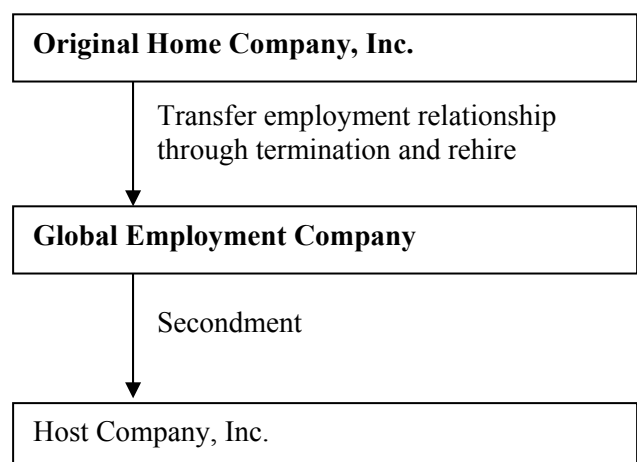 Original Home Company, Inc.
Transfer employment relationship
through termination and rehire
Global Employment Company
Secondment
Host Company, Inc.